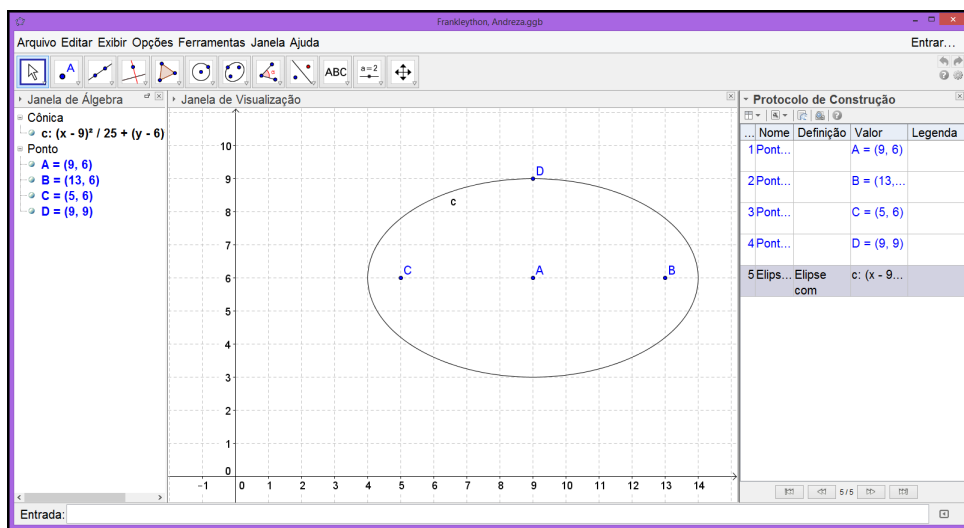 Frankleython, Andreza.ggb
Arquivo Editar Exibir Opções Ferramentas Janela Ajuda
Entrar...
A
ABC
a=2
Janela de Álgebra
Cônica
c: (x - 9)² / 25 + (y - 6)
Ponto
A = (9, 6)
B = (13, 6)
C = (5, 6)
D = (9, 9)
Janela de Visualização
10
9
8
7
6
5
4
3
2
1
0
-1 0 1 2 3 4 5 6 7 8 9 10 11 12 13 14
D
c
C
A
B
Protocolo de Construção
... Nome Definição Valor Legenda
1 Pont... A = (9, 6)
2 Pont... B = (13,...
3 Pont... C = (5, 6)
4 Pont... D = (9, 9)
5 Elips... Elipse com c: (x - 9...
5/5
Entrada: